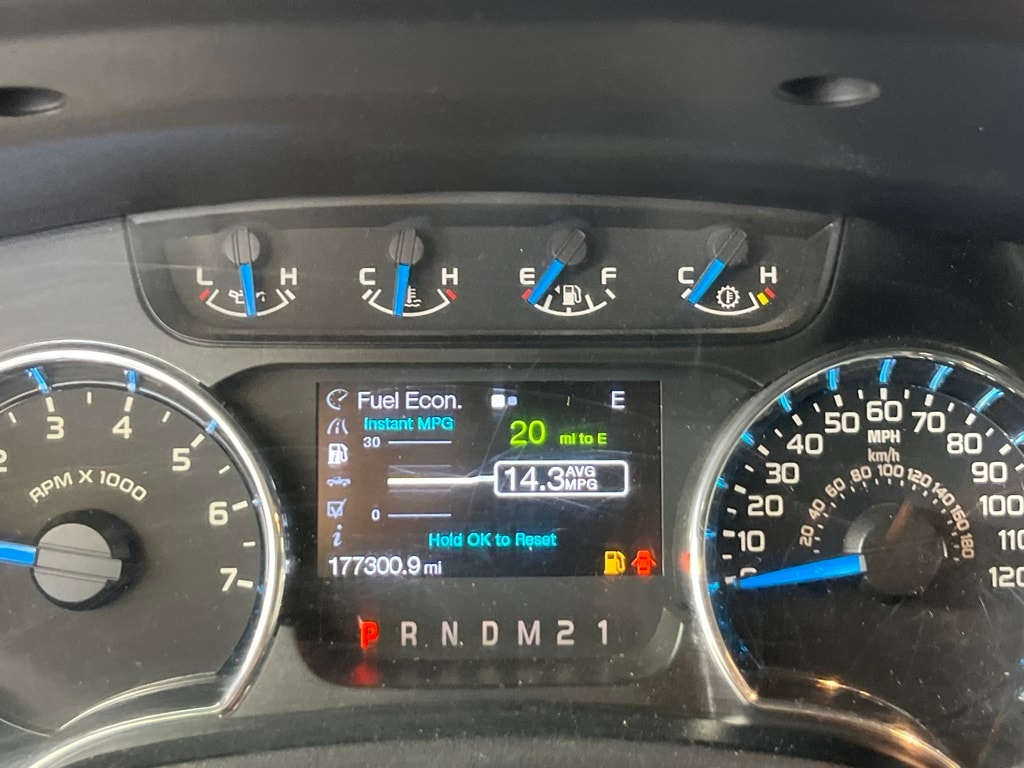 L H C H E F C H
Fuel Econ. E
Instant MPG
30
20 mi to E
14.3 AVG MPG
0
Hold OK to Reset
177300.9 mi
P R N D M 2 1
2 3 4 5 6 7
RPM X 1000
10 20 30 40 50 60 70 80 90 100 110 120
MPH
km/h
20 40 60 80 100 120 140 160 180